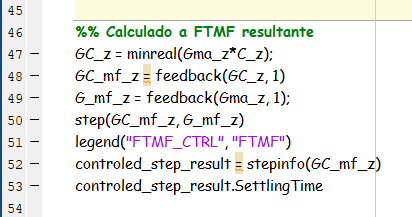 45
46 %% Calculado a FTMF resultante
47 – GC_z = minreal(Gma_z*C_z);
48 – GC_mf_z = feedback(GC_z, 1)
49 – G_mf_z = feedback(Gma_z, 1);
50 – step(GC_mf_z, G_mf_z)
51 – legend("FTMF_CTRL", "FTMF")
52 – controled_step_result = stepinfo(GC_mf_z)
53 – controled_step_result.SettlingTime
54